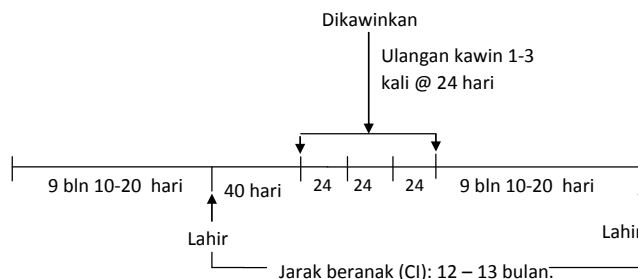 Dikawinkan
Ulangan kawin 1-3
kali @ 24 hari
9 bln 10-20 hari
40 hari
24
24
24
9 bln 10-20 hari
Lahir
Lahir
Jarak beranak (CI): 12 – 13 bulan.